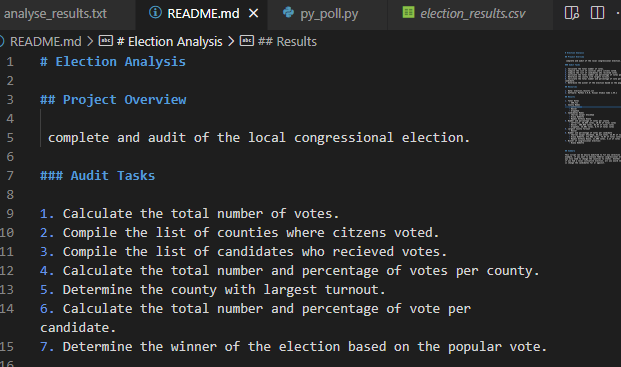 analyse_results.txt README.md × py_poll.py election_results.csv
README.md > abc # Election Analysis > abc ## Results
1 # Election Analysis
2
3 ## Project Overview
4
5 complete and audit of the local congressional election.
6
7 ### Audit Tasks
8
9 1. Calculate the total number of votes.
10 2. Compile the list of counties where citzens voted.
11 3. Compile the list of candidates who recieved votes.
12 4. Calculate the total number and percentage of votes per county.
13 5. Determine the county with largest turnout.
14 6. Calculate the total number and percentage of vote per
candidate.
15 7. Determine the winner of the election based on the popular vote.
16